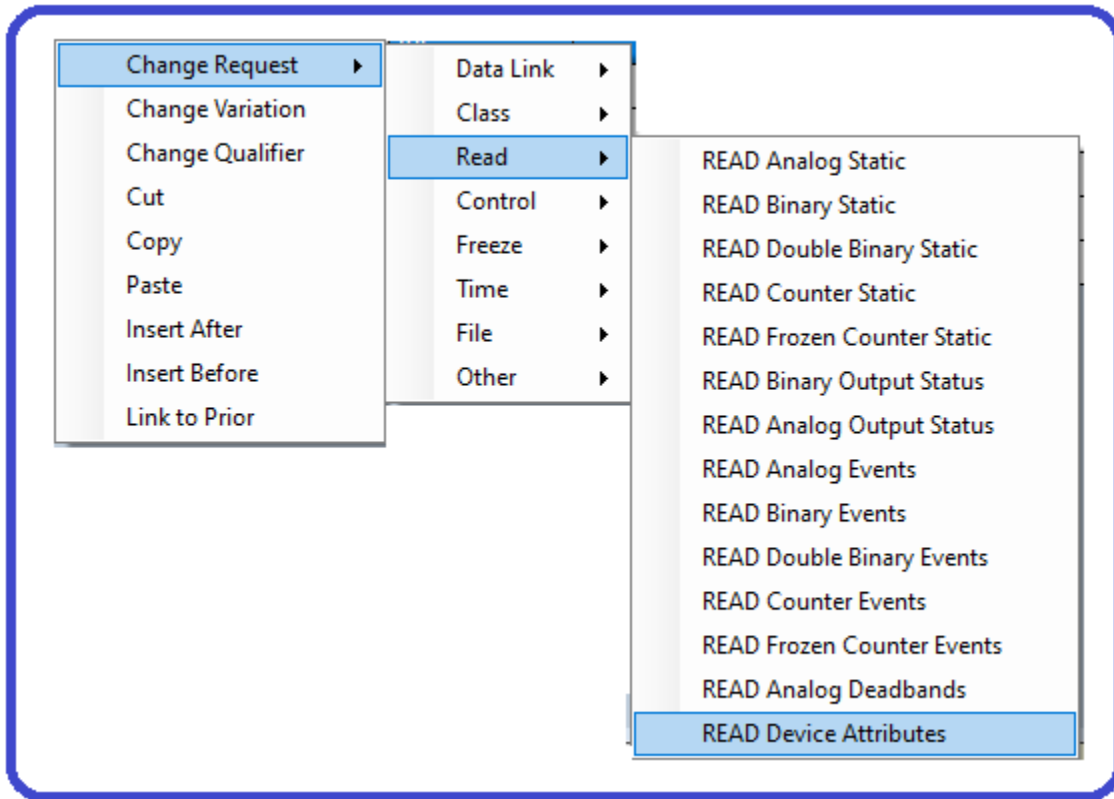 Change Request
Change Variation
Change Qualifier
Cut
Copy
Paste
Insert After
Insert Before
Link to Prior
Data Link
Class
Read
Control
Freeze
Time
File
Other
READ Analog Static
READ Binary Static
READ Double Binary Static
READ Counter Static
READ Frozen Counter Static
READ Binary Output Status
READ Analog Output Status
READ Analog Events
READ Binary Events
READ Double Binary Events
READ Counter Events
READ Frozen Counter Events
READ Analog Deadbands
READ Device Attributes